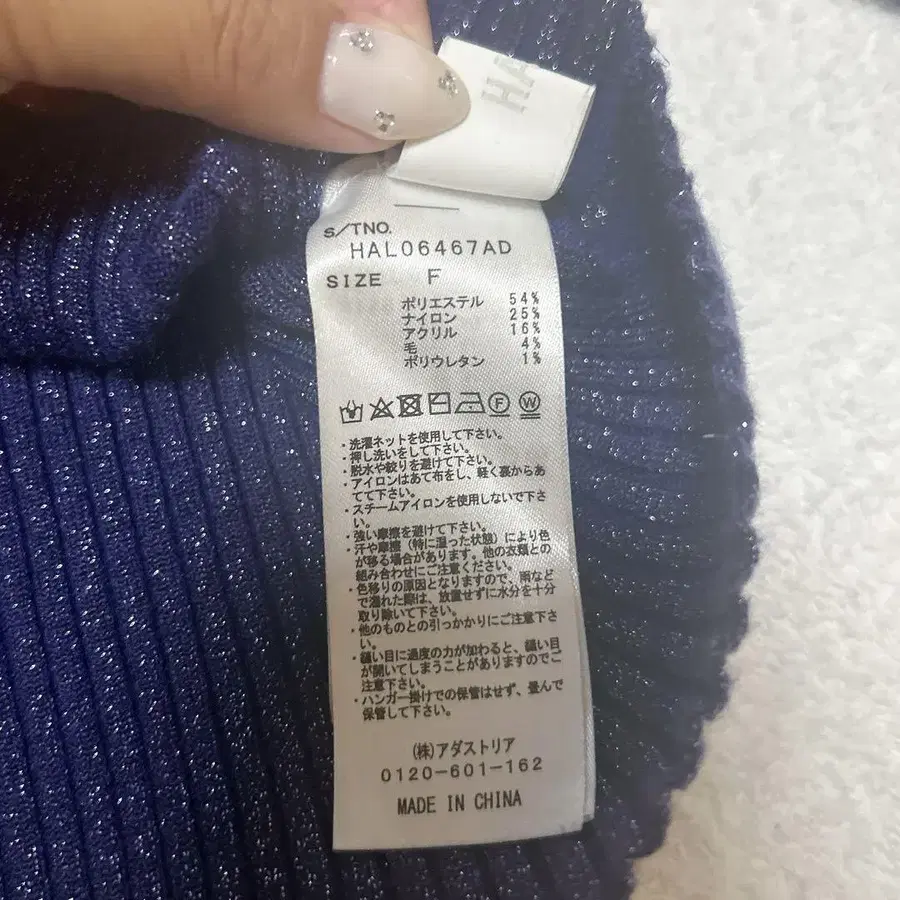 HA
S/TNO.
HAL06467AD
SIZE F
ポリエステル 54%
ナイロン 25%
アクリル 16%
毛 4%
ポリウレタン 1%
F W
・洗濯ネットを使用して下さい。
・押し洗いをして下さい。
・脱水や絞りを避けて下さい。
・アイロンはあて布をし、軽く裏からあ
てて下さい。
・スチームアイロンを使用しないで下さ
い。
・強い摩擦を避けて下さい。
・汗や摩擦（特に湿った状態）により色
が移る場合があります。他の衣類との
組み合わせにご注意ください。
・色移りの原因となりますので、雨など
で濡れた際は、放置せずに水分を十分
取り除いて下さい。
・他のものとの引っかかりにご注意下さ
い。
・縫い目に過度の力が加わると、縫い目
が開いてしまうことがありますのでご
注意下さい。
・ハンガー掛けでの保管はせず、畳んで
保管して下さい。
(株)アダストリア
0120-601-162
MADE IN CHINA